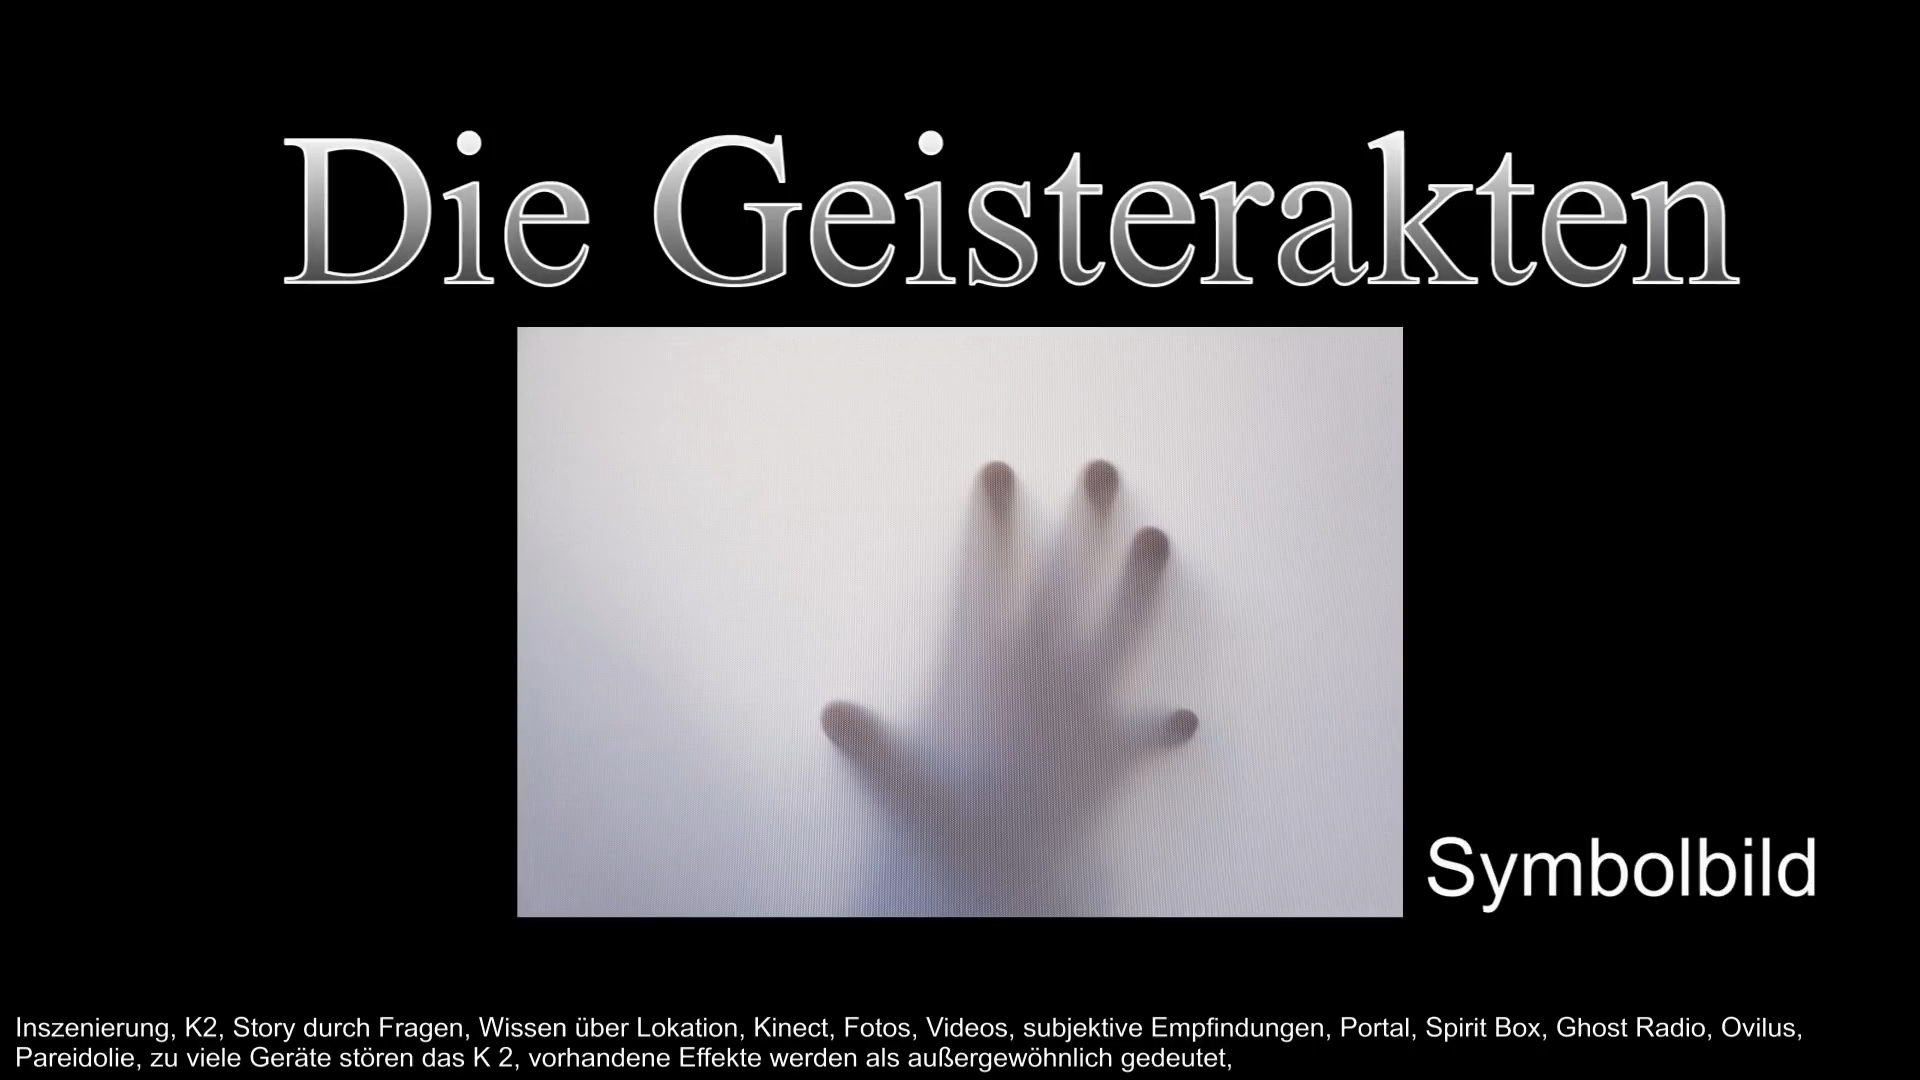 Die Geisterakten
Symbolbild
Inszenierung, K2, Story durch Fragen, Wissen über Lokation, Kinect, Fotos, Videos, subjektive Empfindungen, Portal, Spirit Box, Ghost Radio, Ovilus,
Pareidolie, zu viele Geräte stören das K 2, vorhandene Effekte werden als außergewöhnlich gedeutet,